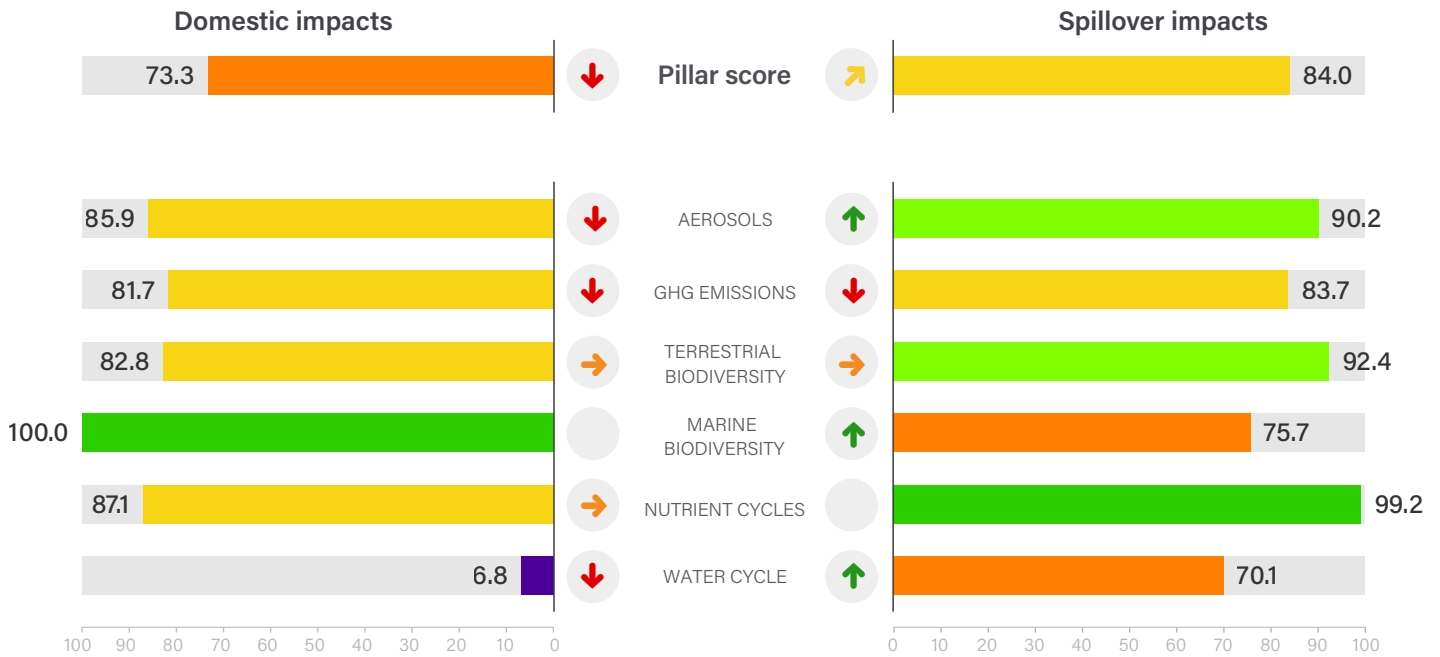 Domestic impacts Spillover impacts
73.3 Pillar score 84.0
85.9 AEROSOLS 90.2
81.7 GHG EMISSIONS 83.7
82.8 TERRESTRIAL BIODIVERSITY 92.4
100.0 MARINE BIODIVERSITY 75.7
87.1 NUTRIENT CYCLES 99.2
6.8 WATER CYCLE 70.1
100 90 80 70 60 50 40 30 20 10 0 0 10 20 30 40 50 60 70 80 90 100